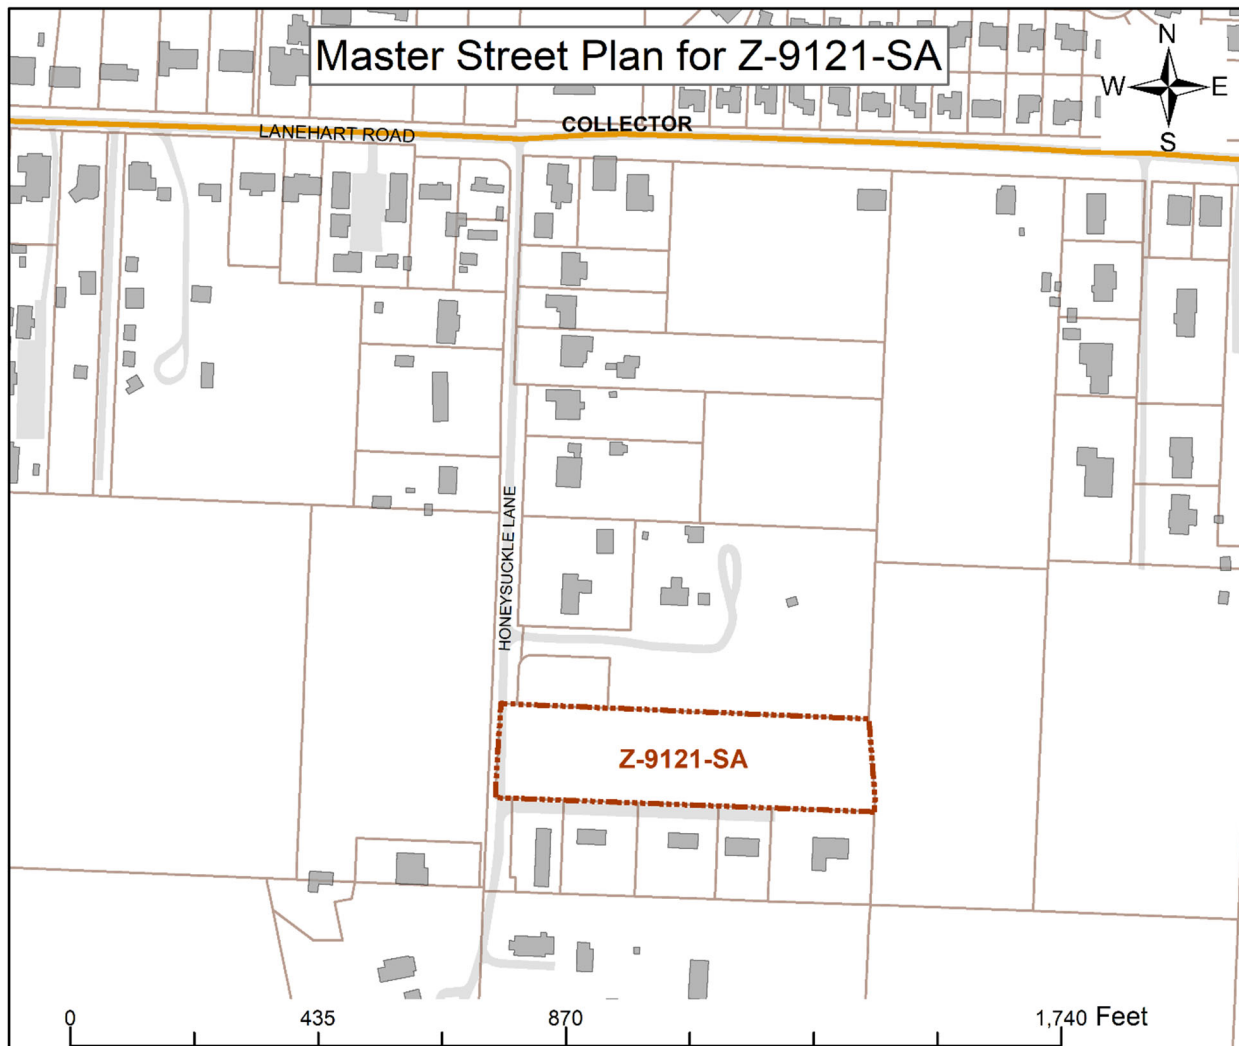 Master Street Plan for Z-9121-SA
N
W E
S
LANEHART ROAD
COLLECTOR
HONEYSUCKLE LANE
Z-9121-SA
0 435 870 1,740 Feet